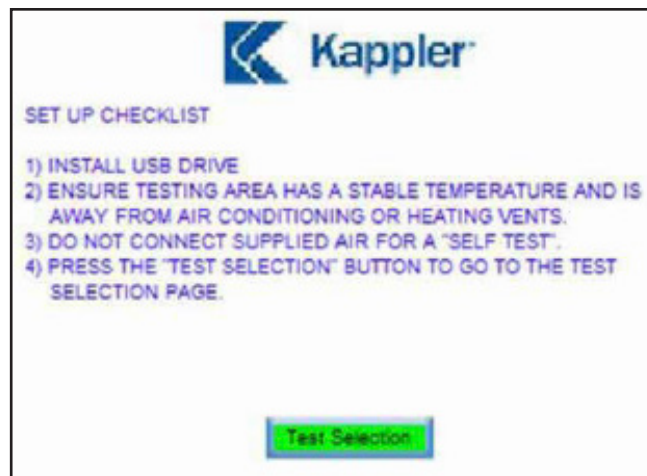 Kappler
SET UP CHECKLIST
1) INSTALL USB DRIVE
2) ENSURE TESTING AREA HAS A STABLE TEMPERATURE AND IS
AWAY FROM AIR CONDITIONING OR HEATING VENTS.
3) DO NOT CONNECT SUPPLIED AIR FOR A "SELF TEST".
4) PRESS THE "TEST SELECTION" BUTTON TO GO TO THE TEST
SELECTION PAGE.
Test Selection